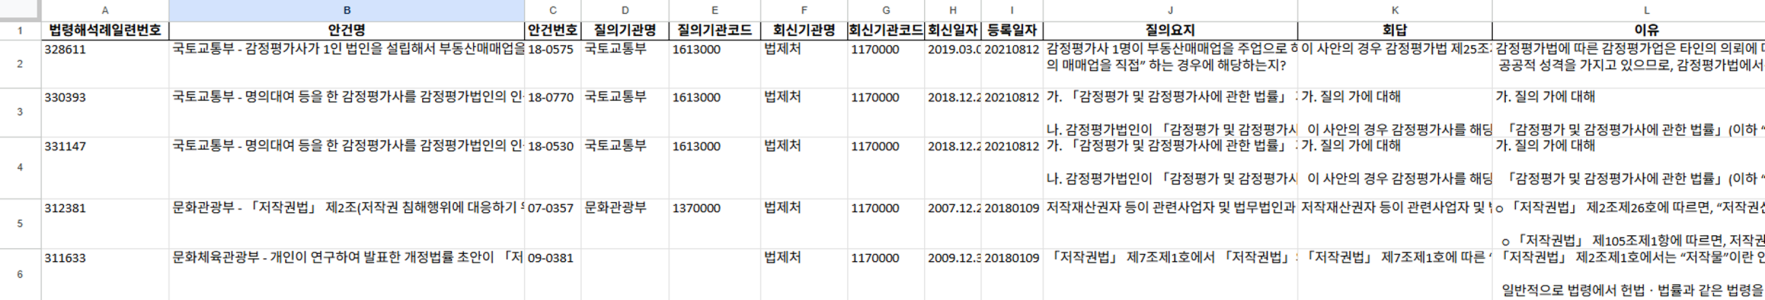 A B C D E F G H I J K L
1 법령해석례일련번호 안건명 안건번호 질의기관명 질의기관코드 회신기관명 회신기관코드 회신일자 등록일자 질의요지 회답 이유
2 328611 국토교통부 - 감정평가사가 1인 법인을 설립해서 부동산매매업을 18-0575 국토교통부 1613000 법제처 1170000 2019.03.0 20210812 감정평가사 1명이 부동산매매업을 주업으로 하 이 사안의 경우 감정평가법 제25조 감정평가법에 따른 감정평가업은 타인의 의뢰에
의 매매업을 직접” 하는 경우에 해당하는지? 공공적 성격을 가지고 있으므로, 감정평가법에서
3 330393 국토교통부 - 명의대여 등을 한 감정평가사를 감정평가법인의 인 18-0770 국토교통부 1613000 법제처 1170000 2018.12.2 20210812 가. 「감정평가 및 감정평가사에 관한 법률」 가. 질의 가에 대해 가. 질의 가에 대해
나. 감정평가법인이 「감정평가 및 감정평가사 이 사안의 경우 감정평가사를 해당 「감정평가 및 감정평가사에 관한 법률」(이하 “
4 331147 국토교통부 - 명의대여 등을 한 감정평가사를 감정평가법인의 인 18-0530 국토교통부 1613000 법제처 1170000 2018.12.2 20210812 가. 「감정평가 및 감정평가사에 관한 법률」 가. 질의 가에 대해 가. 질의 가에 대해
나. 감정평가법인이 「감정평가 및 감정평가사 이 사안의 경우 감정평가사를 해당 「감정평가 및 감정평가사에 관한 법률」(이하 “
5 312381 문화관광부 - 「저작권법」 제2조(저작권 침해행위에 대응하기 07-0357 문화관광부 1370000 법제처 1170000 2007.12.2 20180109 저작재산권자 등이 관련사업자 및 법무법인과 저작재산권자 등이 관련사업자 및 ㅇ 「저작권법」 제2조제26호에 따르면, “저작권신
ㅇ 「저작권법」 제105조제1항에 따르면, 저작권
6 311633 문화체육관광부 - 개인이 연구하여 발표한 개정법률 초안이 「저 09-0381 법제처 1170000 2009.12.3 20180109 「저작권법」 제7조제1호에서 「저작권법」 「저작권법」 제7조제1호에 따른 “ 「저작권법」 제2조제1호에서는 “저작물”이란 인
일반적으로 법령에서 헌법ㆍ법률과 같은 법령을